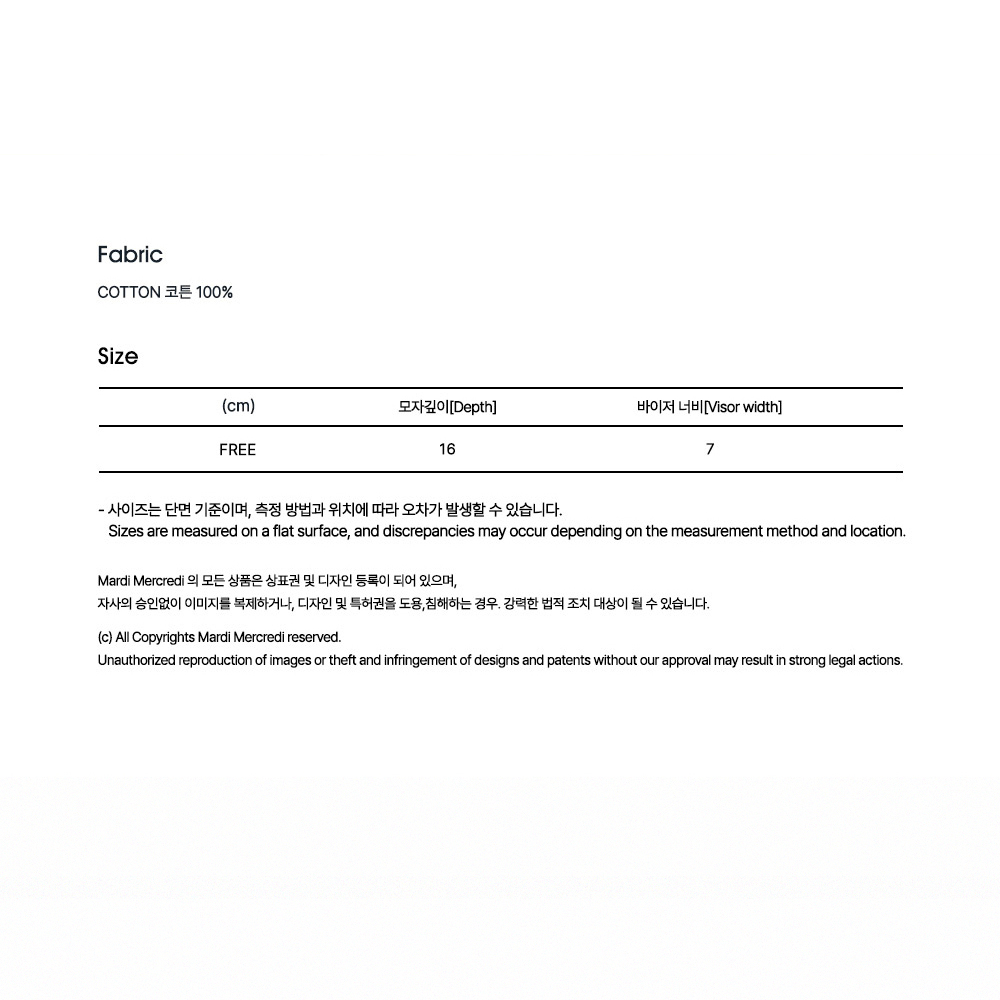 Fabric
COTTON 코튼 100%
Size
(cm) 모자깊이[Depth] 바이저 너비[Visor width]
FREE 16 7
- 사이즈는 단면 기준이며, 측정 방법과 위치에 따라 오차가 발생할 수 있습니다.
Sizes are measured on a flat surface, and discrepancies may occur depending on the measurement method and location.
Mardi Mercredi 의 모든 상품은 상표권 및 디자인 등록이 되어 있으며,
자사의 승인없이 이미지를 복제하거나, 디자인 및 특허권을 도용,침해하는 경우. 강력한 법적 조치 대상이 될 수 있습니다.
(c) All Copyrights Mardi Mercredi reserved.
Unauthorized reproduction of images or theft and infringement of designs and patents without our approval may result in strong legal actions.